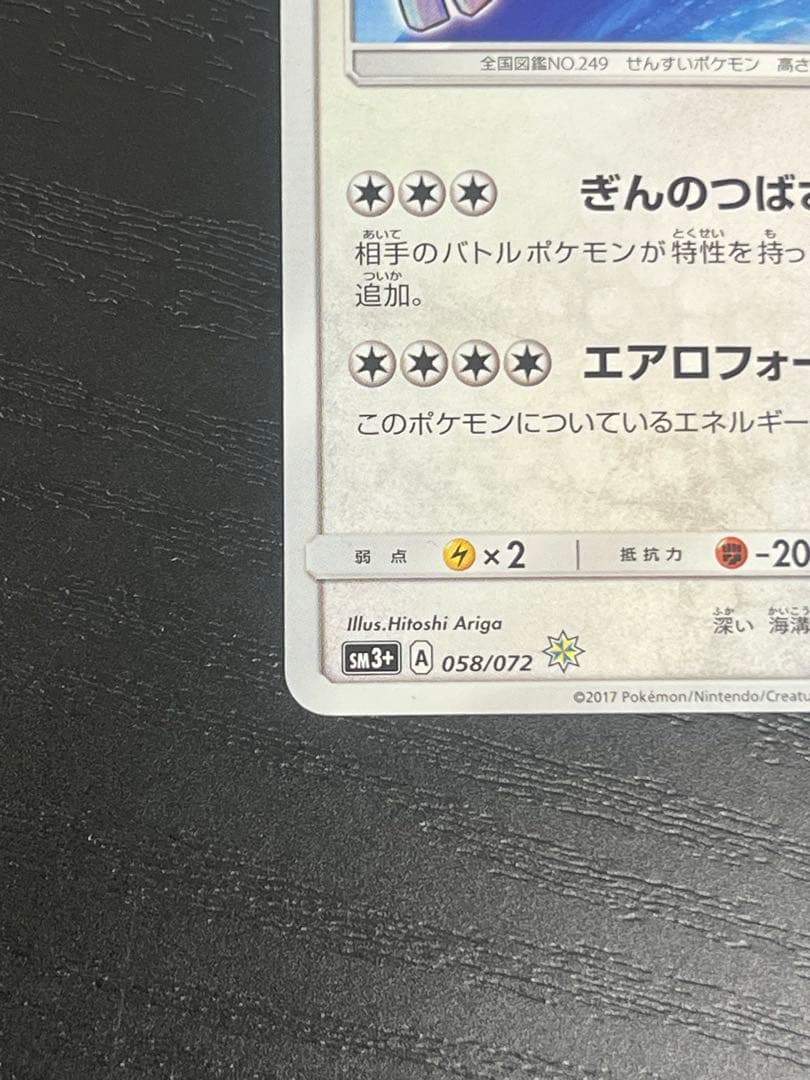 全国図鑑NO.249 せんすいポケモン 高さ
ぎんのつばさ
あいて とくせい も
相手のバトルポケモンが特性を持っ
ついか
追加。
エアロフォー
このポケモンについているエネルギー
弱点 ×2 抵抗力 -20
Illus.Hitoshi Ariga
ふか かいこう
深い 海溝
SM3+ A 058/072
©2017 Pokémon/Nintendo/Creatu